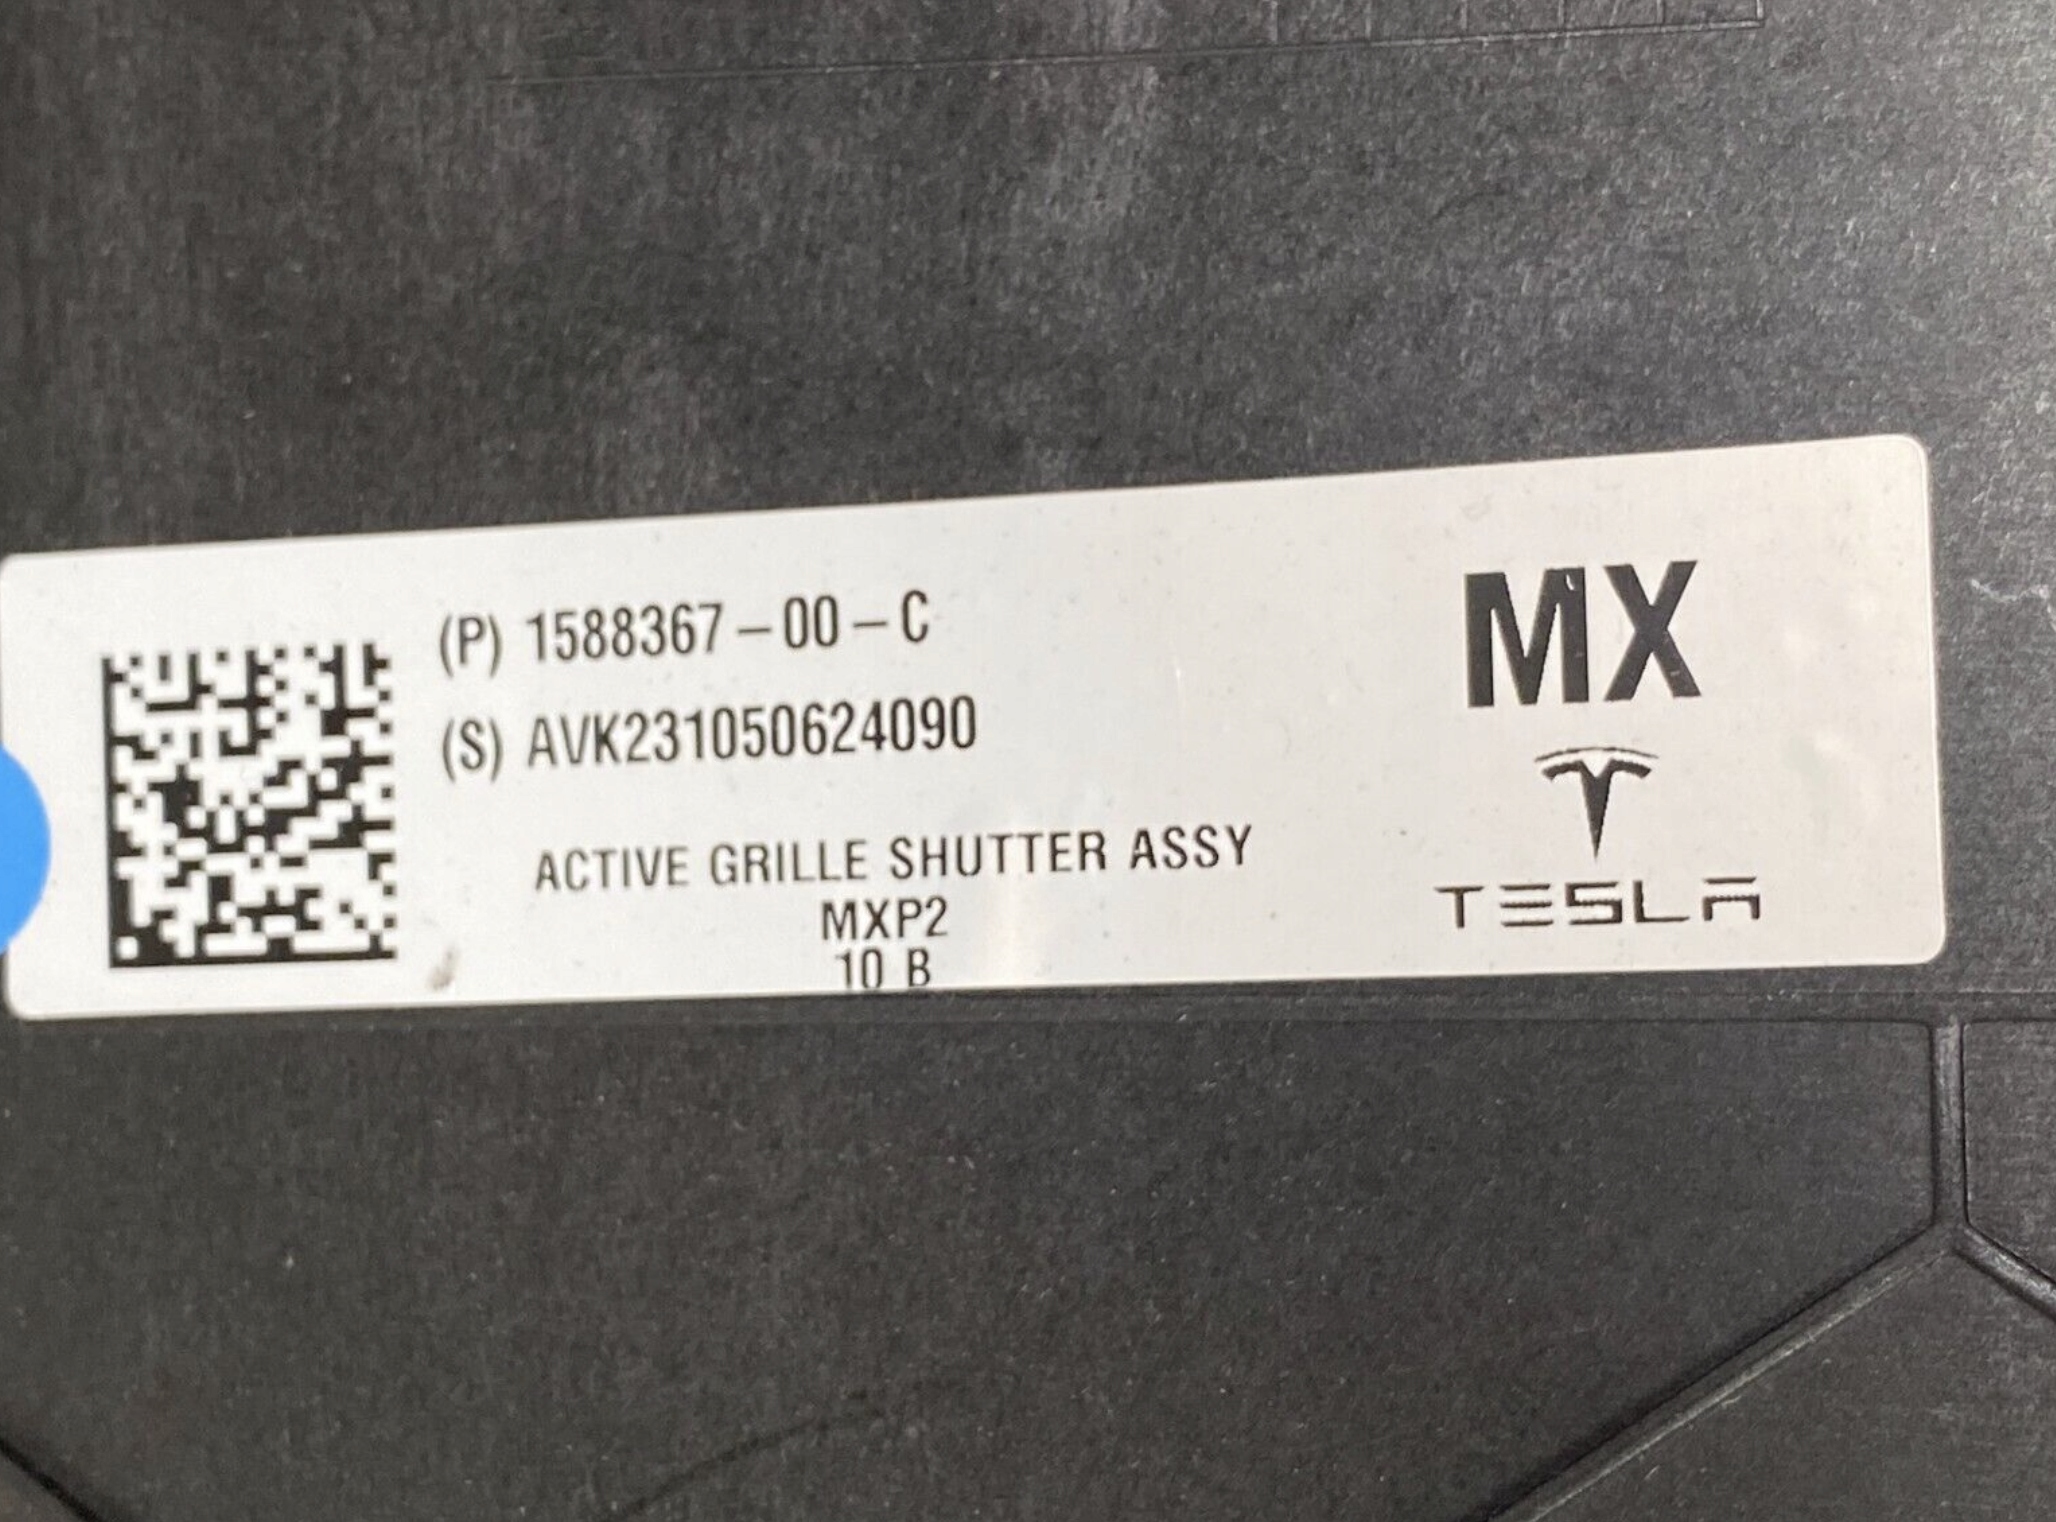 (P) 1588367-00-C
(S) AVK231050624090
ACTIVE GRILLE SHUTTER ASSY
MXP2
10 B
MX
TESLA